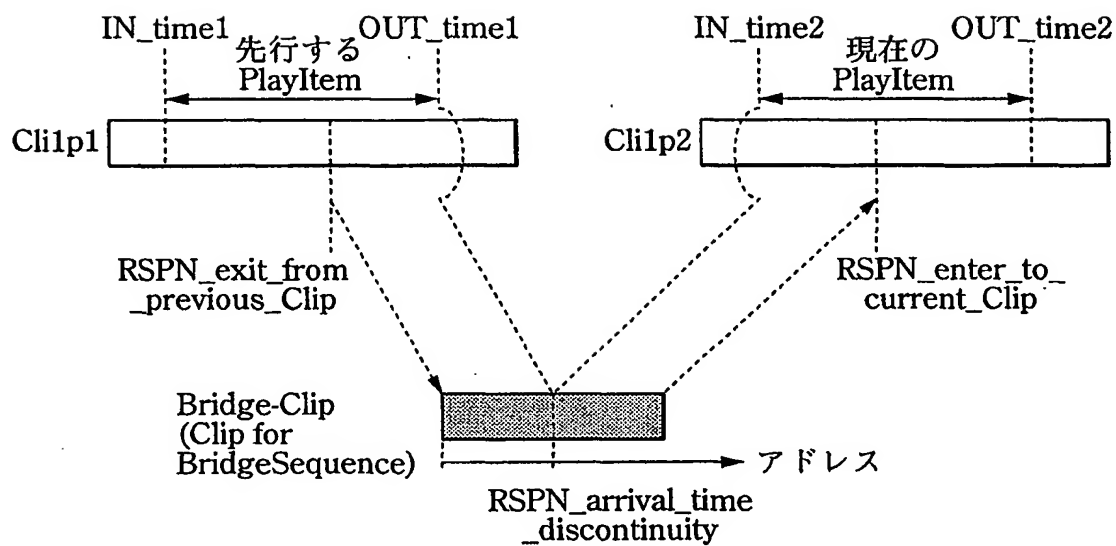 IN_time1
先行する
PlayItem
OUT_time1
IN_time2
現在の
PlayItem
OUT_time2
Cli1p1
Cli1p2
RSPN_exit_from
_previous_Clip
RSPN_enter_to_
current_Clip
Bridge-Clip
(Clip for
BridgeSequence)
アドレス
RSPN_arrival_time
_discontinuity